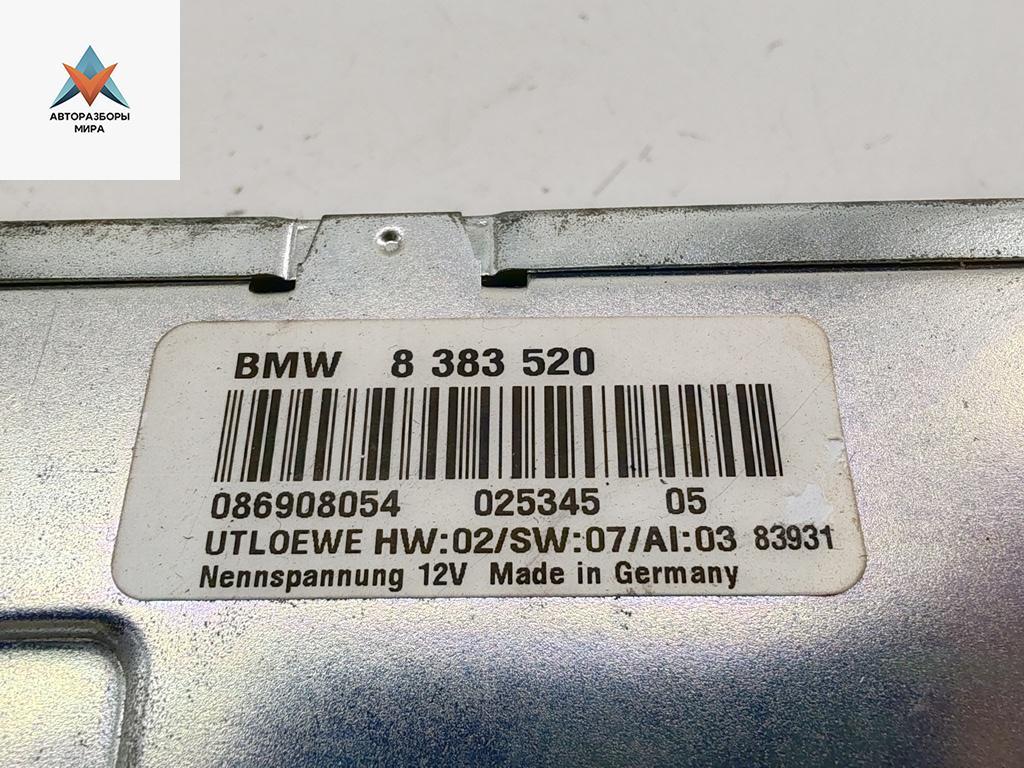 АВТОРАЗБОРЫ
МИРА
BMW 8 383 520
086908054 025345 05
UTLOEWE HW:02/SW:07/AI:03 83931
Nennspannung 12V Made in Germany